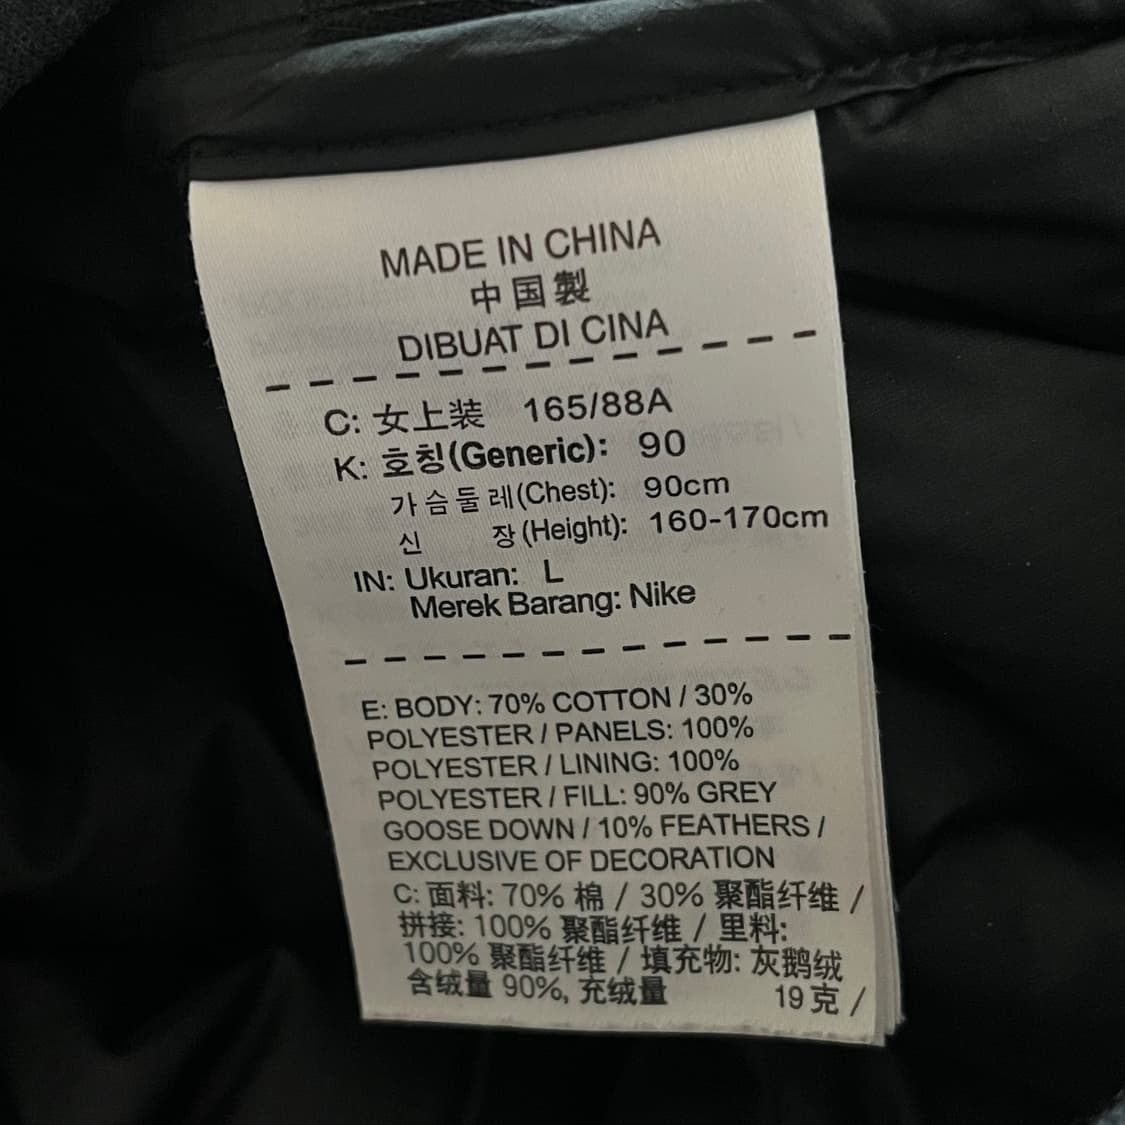 MADE IN CHINA
中国製
DIBUAT DI CINA
C: 女上装 165/88A
K: 호칭(Generic): 90
가슴둘레(Chest): 90cm
신 장(Height): 160-170cm
IN: Ukuran: L
Merek Barang: Nike
E: BODY: 70% COTTON / 30%
POLYESTER / PANELS: 100%
POLYESTER / LINING: 100%
POLYESTER / FILL: 90% GREY
GOOSE DOWN / 10% FEATHERS /
EXCLUSIVE OF DECORATION
C: 面料: 70% 棉 / 30% 聚酯纤维 /
拼接: 100% 聚酯纤维 / 里料:
100% 聚酯纤维 / 填充物: 灰鹅绒
含绒量 90%, 充绒量 19克 /